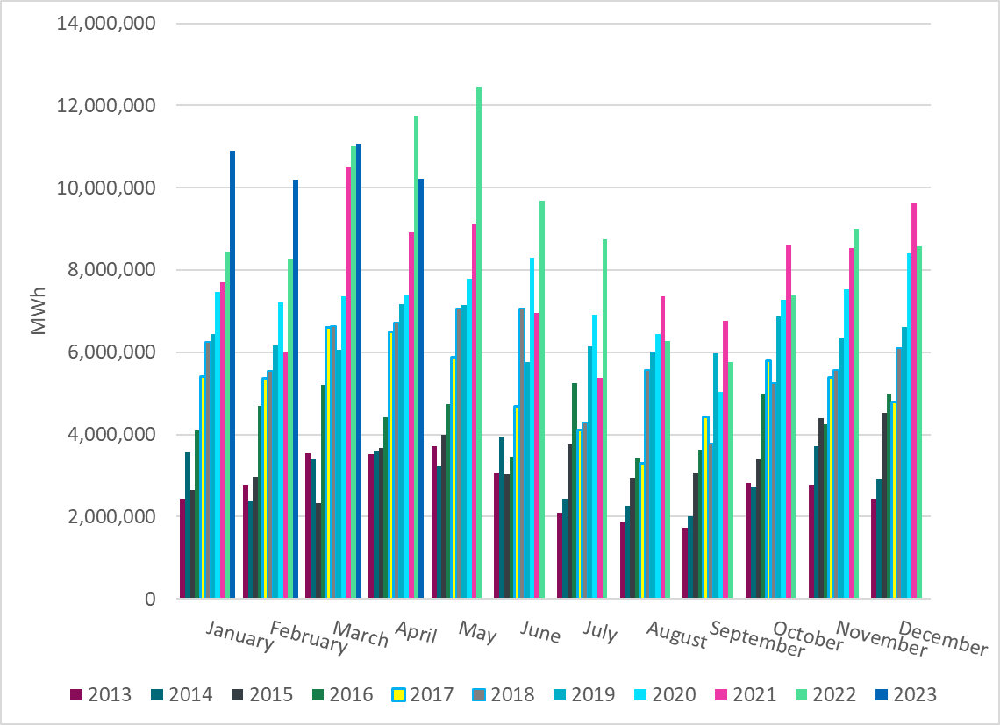 14,000,000
12,000,000
10,000,000
8,000,000
6,000,000
4,000,000
2,000,000
0
MWh
January February March April May June July August September October November December
2013 2014 2015 2016 2017 2018 2019 2020 2021 2022 2023